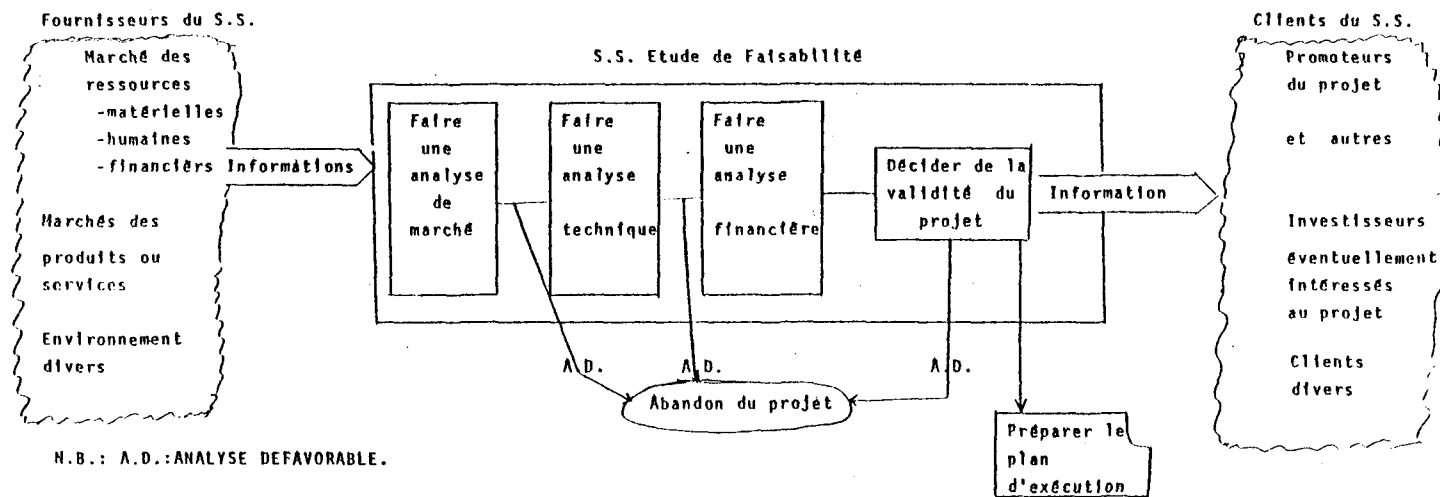 Fournisseurs du S.S.
Marché des
ressources
-matérielles
-humaines
-financiérs
Informations
Marchés des
produits ou
services
Environnement
divers
S.S. Etude de Faisabilité
Faire
une
analyse
de
marché
Faire
une
analyse
technique
Faire
une
analyse
financière
Décider de la
validité du
projet
Information
Clients du S.S.
Promoteurs
du projet
et autres
Investisseurs
éventuellement
intéressés
au projet
Clients
divers
A.D.
A.D.
A.D.
Abandon du projet
Préparer le
plan
d'exécution
N.B.: A.D.:ANALYSE DEFAVORABLE.